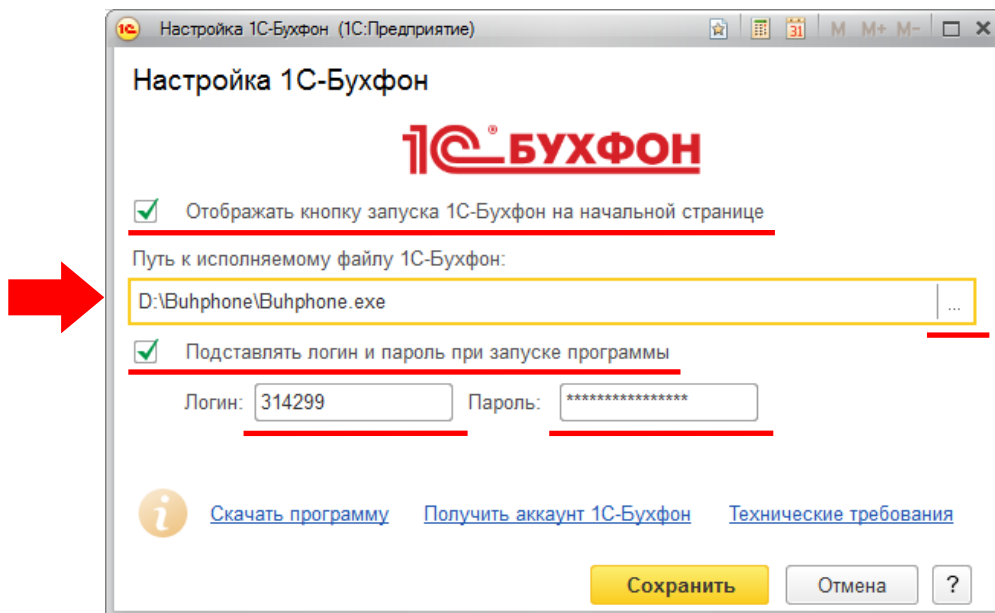 1С Настройка 1С-Бухфон (1С:Предприятие) 31 M M+ M-
Настройка 1С-Бухфон
1С® БУХФОН
Отображать кнопку запуска 1С-Бухфон на начальной странице
Путь к исполняемому файлу 1С-Бухфон:
D:\Buhphone\Buhphone.exe ...
Подставлять логин и пароль при запуске программы
Логин: 314299 Пароль: ****************
i Скачать программу Получить аккаунт 1С-Бухфон Технические требования
Сохранить Отмена ?